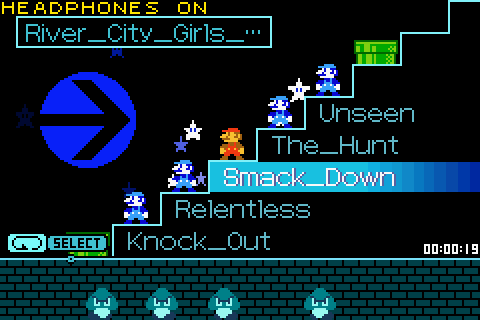 HEADPHONES ON
River_City_Girls_…
Unseen
The_Hunt
Smack_Down
Relentless
Knock_Out
SELECT
00:00:19